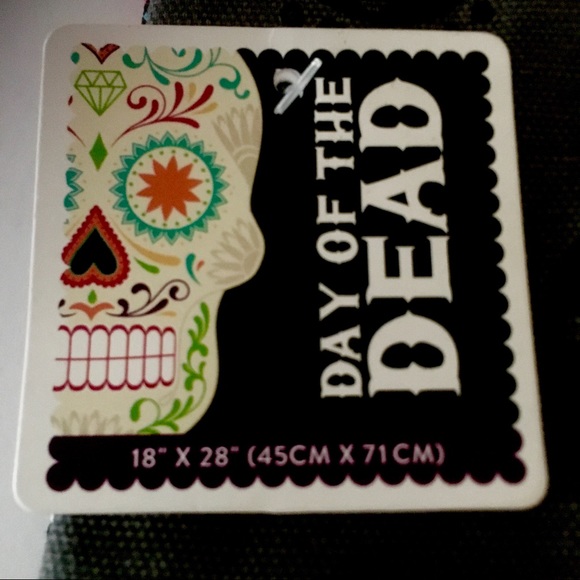 DAY OF THE
DEAD
18" X 28" (45CM X 71CM)